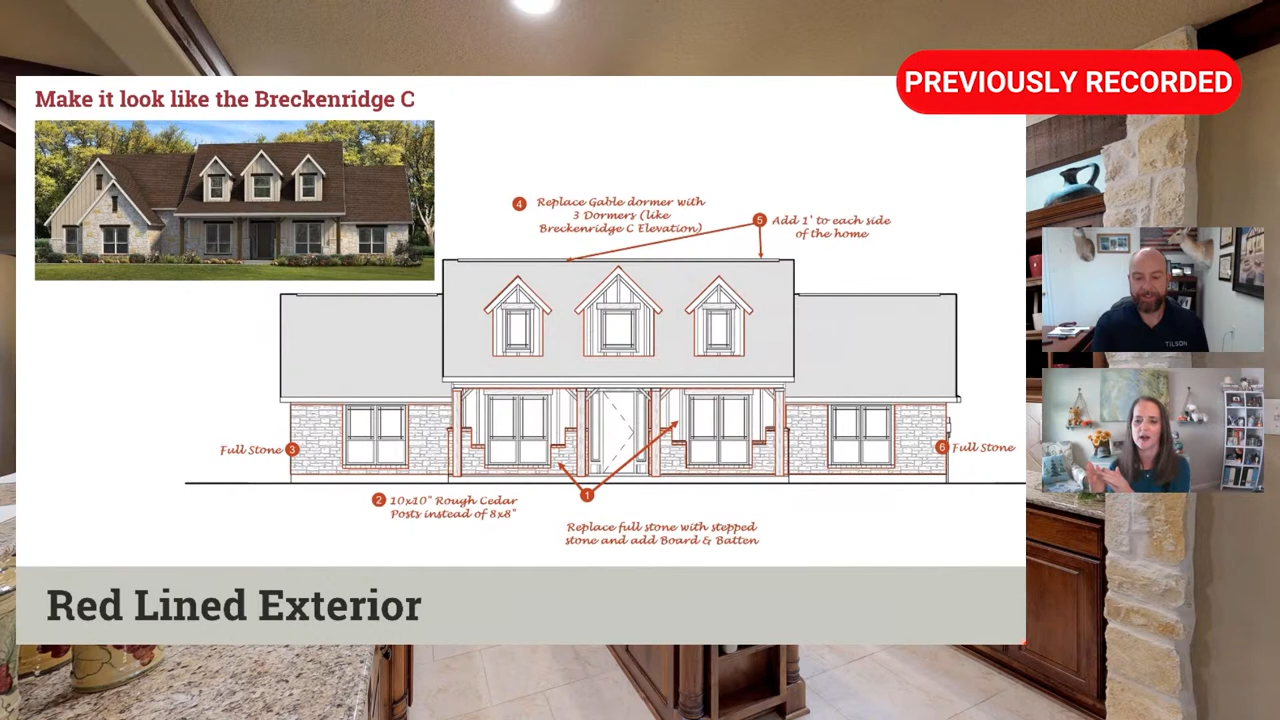 PREVIOUSLY RECORDED
Make it look like the Breckenridge C
4 Replace Gable dormer with
3 Dormers (like
Breckenridge C Elevation)
5 Add 1' to each side
of the home
Full Stone 3
6 Full Stone
2 10x10" Rough Cedar
Posts instead of 8x8"
1
Replace full stone with stepped
stone and add Board & Batten
TILSON
Red Lined Exterior